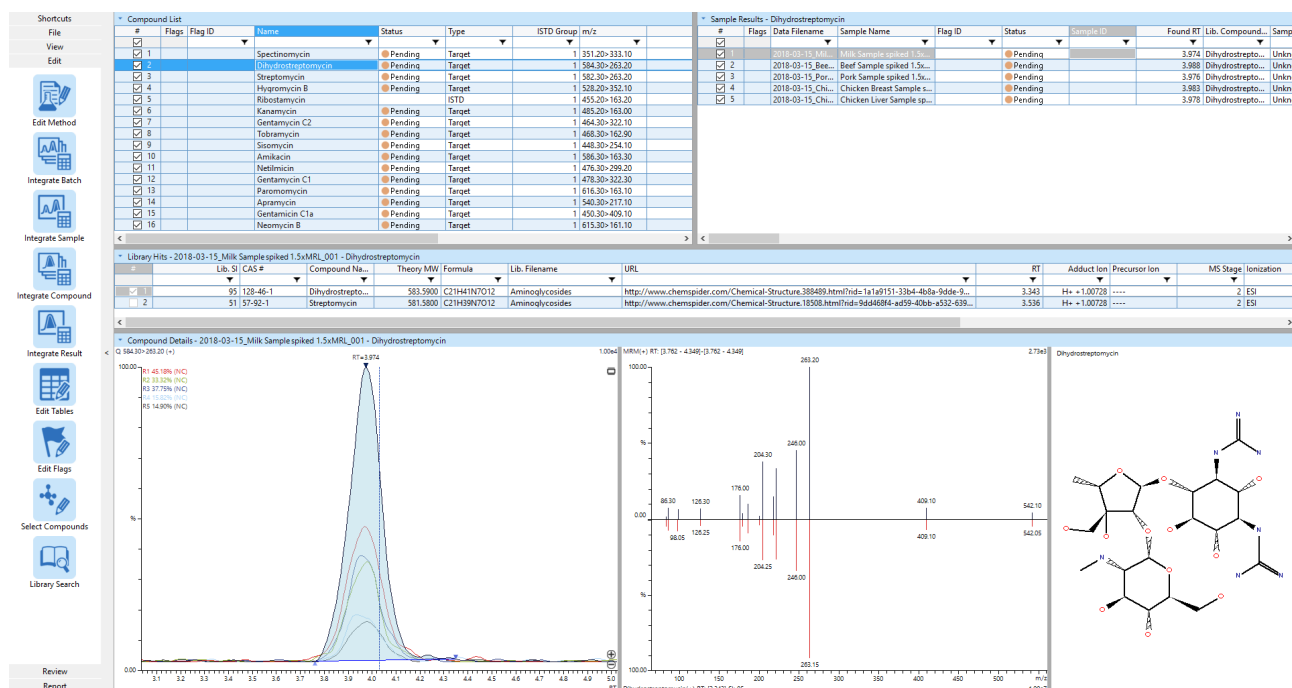 Shortcuts
File
View
Edit
Edit Method
Integrate Batch
Integrate Sample
Integrate Compound
Integrate Result
Edit Tables
Edit Flags
Select Compounds
Library Search
Review
Report
Compound List
# Flags Flag ID Name Status Type ISTD Group m/z
1 Spectinomycin Pending Target 1 351.20>333.10
2 Dihydrostreptomycin Pending Target 1 584.30>263.20
3 Streptomycin Pending Target 1 582.30>263.20
4 Hygromycin B Pending Target 1 528.20>352.10
5 Ribostamycin ISTD 1 455.20>163.20
6 Kanamycin Pending Target 1 485.20>163.00
7 Gentamycin C2 Pending Target 1 464.30>322.10
8 Tobramycin Pending Target 1 468.30>162.90
9 Sisomycin Pending Target 1 448.30>254.10
10 Amikacin Pending Target 1 586.30>163.30
11 Netilmicin Pending Target 1 476.30>299.20
12 Gentamycin C1 Pending Target 1 478.30>322.30
13 Paromomycin Pending Target 1 616.30>163.10
14 Apramycin Pending Target 1 540.30>217.10
15 Gentamicin C1a Pending Target 1 450.30>409.10
16 Neomycin B Pending Target 1 615.30>161.10
Sample Results - Dihydrostreptomycin
# Flags Data Filename Sample Name Flag ID Status Sample ID Found RT Lib. Compound... Samp
1 2018-03-15_Mil... Milk Sample spiked 1.5x... Pending 3.974 Dihydrostrepto... Unkn
2 2018-03-15_Bee... Beef Sample spiked 1.5x... Pending 3.988 Dihydrostrepto... Unkn
3 2018-03-15_Por... Pork Sample spiked 1.5x... Pending 3.976 Dihydrostrepto... Unkn
4 2018-03-15_Chi... Chicken Breast Sample s... Pending 3.983 Dihydrostrepto... Unkn
5 2018-03-15_Chi... Chicken Liver Sample sp... Pending 3.978 Dihydrostrepto... Unkn
Library Hits - 2018-03-15_Milk Sample spiked 1.5xMRL_001 - Dihydrostreptomycin
# Lib. SI CAS # Compound Na... Theory MW Formula Lib. Filename URL RT Adduct Ion Precursor Ion MS Stage Ionization
1 95 128-46-1 Dihydrostrepto... 583.5900 C21H41N7O12 Aminoglycosides http://www.chemspider.com/Chemical-Structure.388489.html?rid=1a1a9151-33b4-4b8a-9dde-9... 3.343 H+ +1.00728 ---- 2 ESI
2 51 57-92-1 Streptomycin 581.5800 C21H39N7O12 Aminoglycosides http://www.chemspider.com/Chemical-Structure.18508.html?rid=9dd468f4-ad59-40bb-a532-639... 3.536 H+ +1.00728 ---- 2 ESI
Compound Details - 2018-03-15_Milk Sample spiked 1.5xMRL_001 - Dihydrostreptomycin
Q 584.30>263.20 (+) 1.00e4
RT=3.974
100.00
R1 45.18% (NC)
R2 33.32% (NC)
R3 37.75% (NC)
R4 15.82% (NC)
R5 14.90% (NC)
%
0.00
3.1 3.2 3.3 3.4 3.5 3.6 3.7 3.8 3.9 4.0 4.1 4.2 4.3 4.4 4.5 4.6 4.7 4.8 4.9 5.0
RT
MRM(+) RT: [3.762 - 4.349]-[3.762 - 4.349] 2.73e3
100.00
263.20
%
246.00
204.30
176.00
86.30 126.30 409.10 542.10
0.00
98.05 126.25 409.10 542.05
176.00
204.25
246.00
%
263.15
100.00
100 150 200 250 300 350 400 450 500 m/z
Dihydrostreptomycin
N N N N N N N
O O O O O O O O O O O O